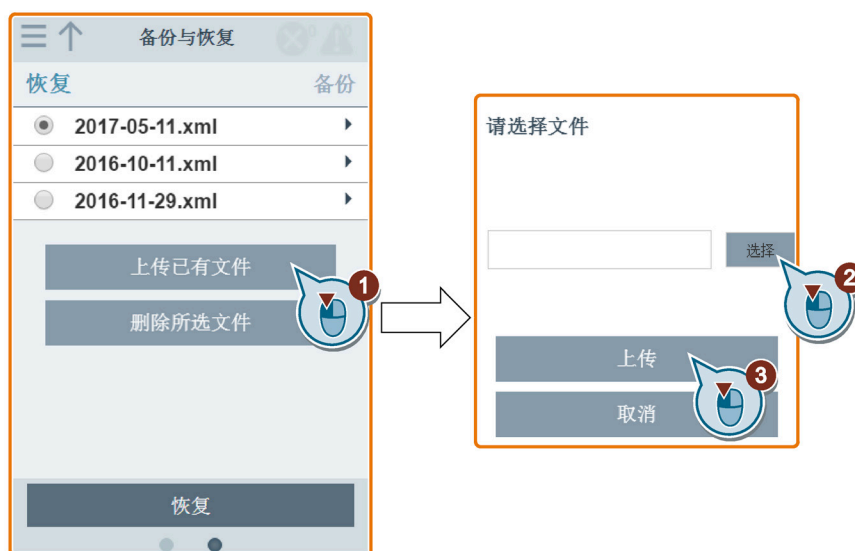 备份与恢复
恢复 备份
2017-05-11.xml
2016-10-11.xml
2016-11-29.xml
上传已有文件
1
删除所选文件
恢复
请选择文件
选择
2
上传
3
取消